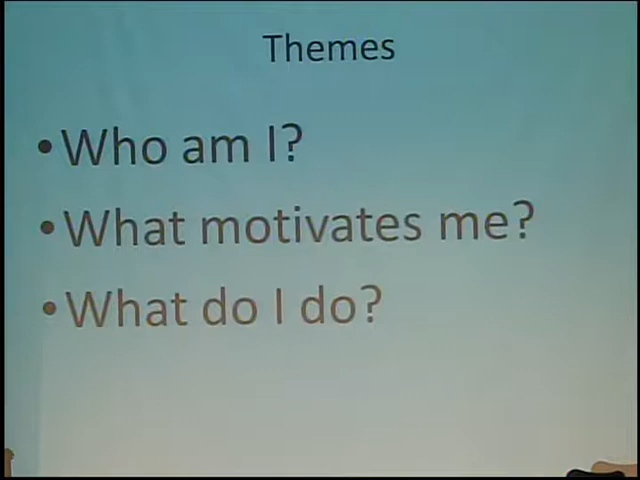 Themes
• Who am I?
• What motivates me?
• What do I do?